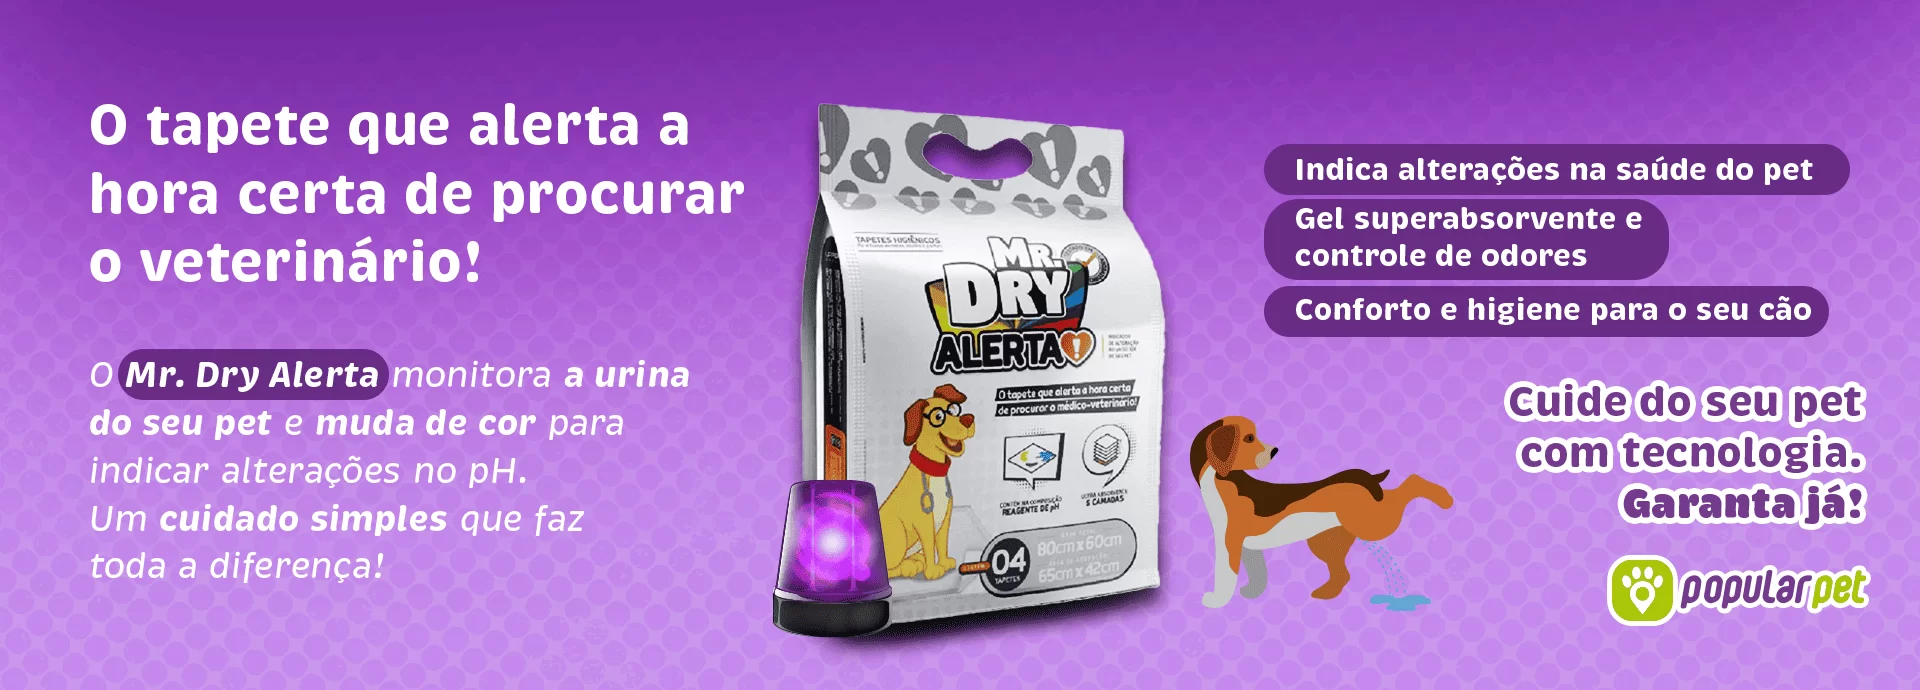 O tapete que alerta a
hora certa de procurar
o veterinário!
O Mr. Dry Alerta monitora a urina
do seu pet e muda de cor para
indicar alterações no pH.
Um cuidado simples que faz
toda a diferença!
TAPETES HIGIÊNICOS
MR.
DRY
ALERTA!
O tapete que alerta a hora certa
de procurar o médico-veterinário!
CONTÉM NA COMPOSIÇÃO
REAGENTE DE pH
ULTRA ABSORVENTE
5 CAMADAS
04
TAPETES
80cm x 60cm
65cm x 42cm
Indica alterações na saúde do pet
Gel superabsorvente e
controle de odores
Conforto e higiene para o seu cão
Cuide do seu pet
com tecnologia.
Garanta já!
popularpet